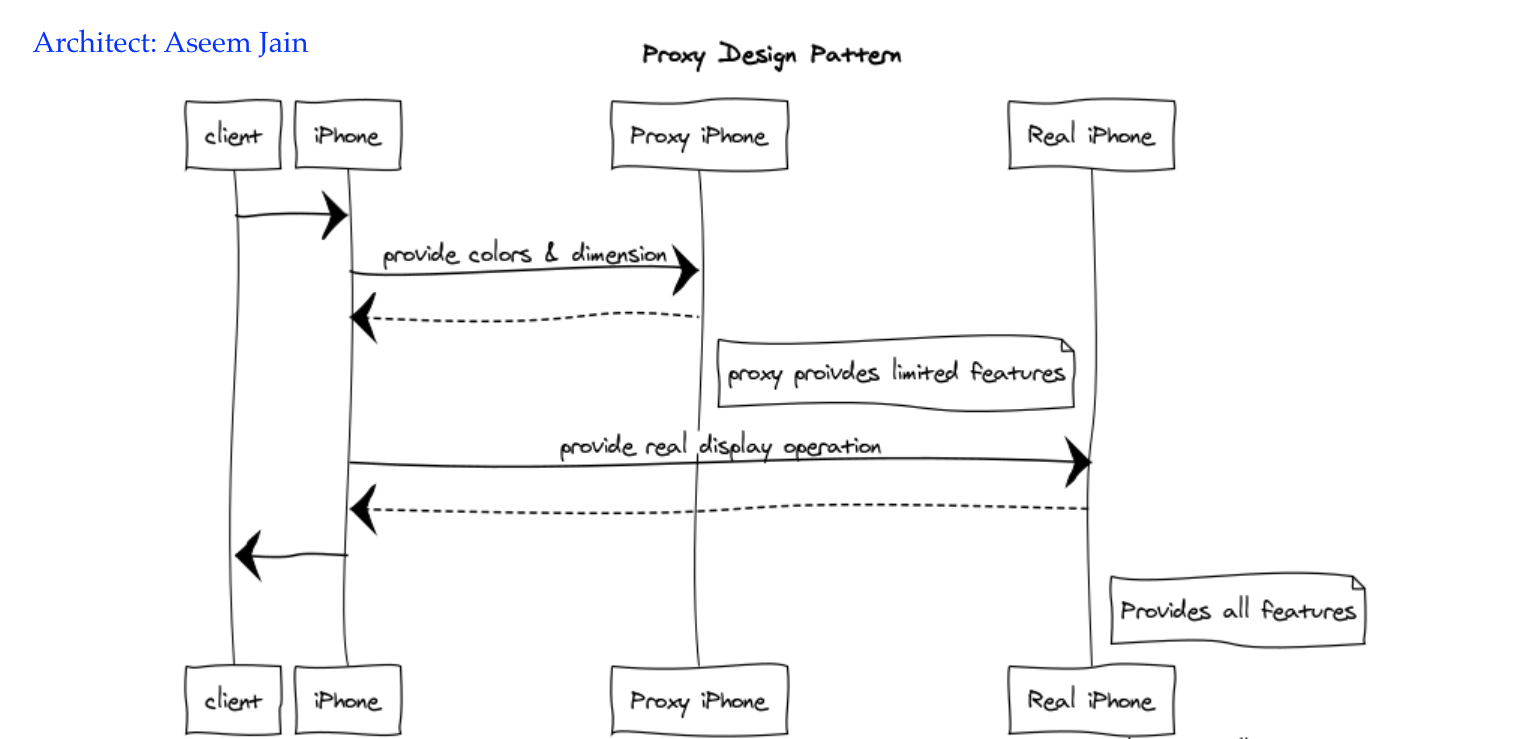 Architect: Aseem Jain
Proxy Design Pattern
client
iPhone
Proxy iPhone
Real iPhone
provide colors & dimension
proxy proivdes limited features
provide real display operation
Provides all features
client
iPhone
Proxy iPhone
Real iPhone